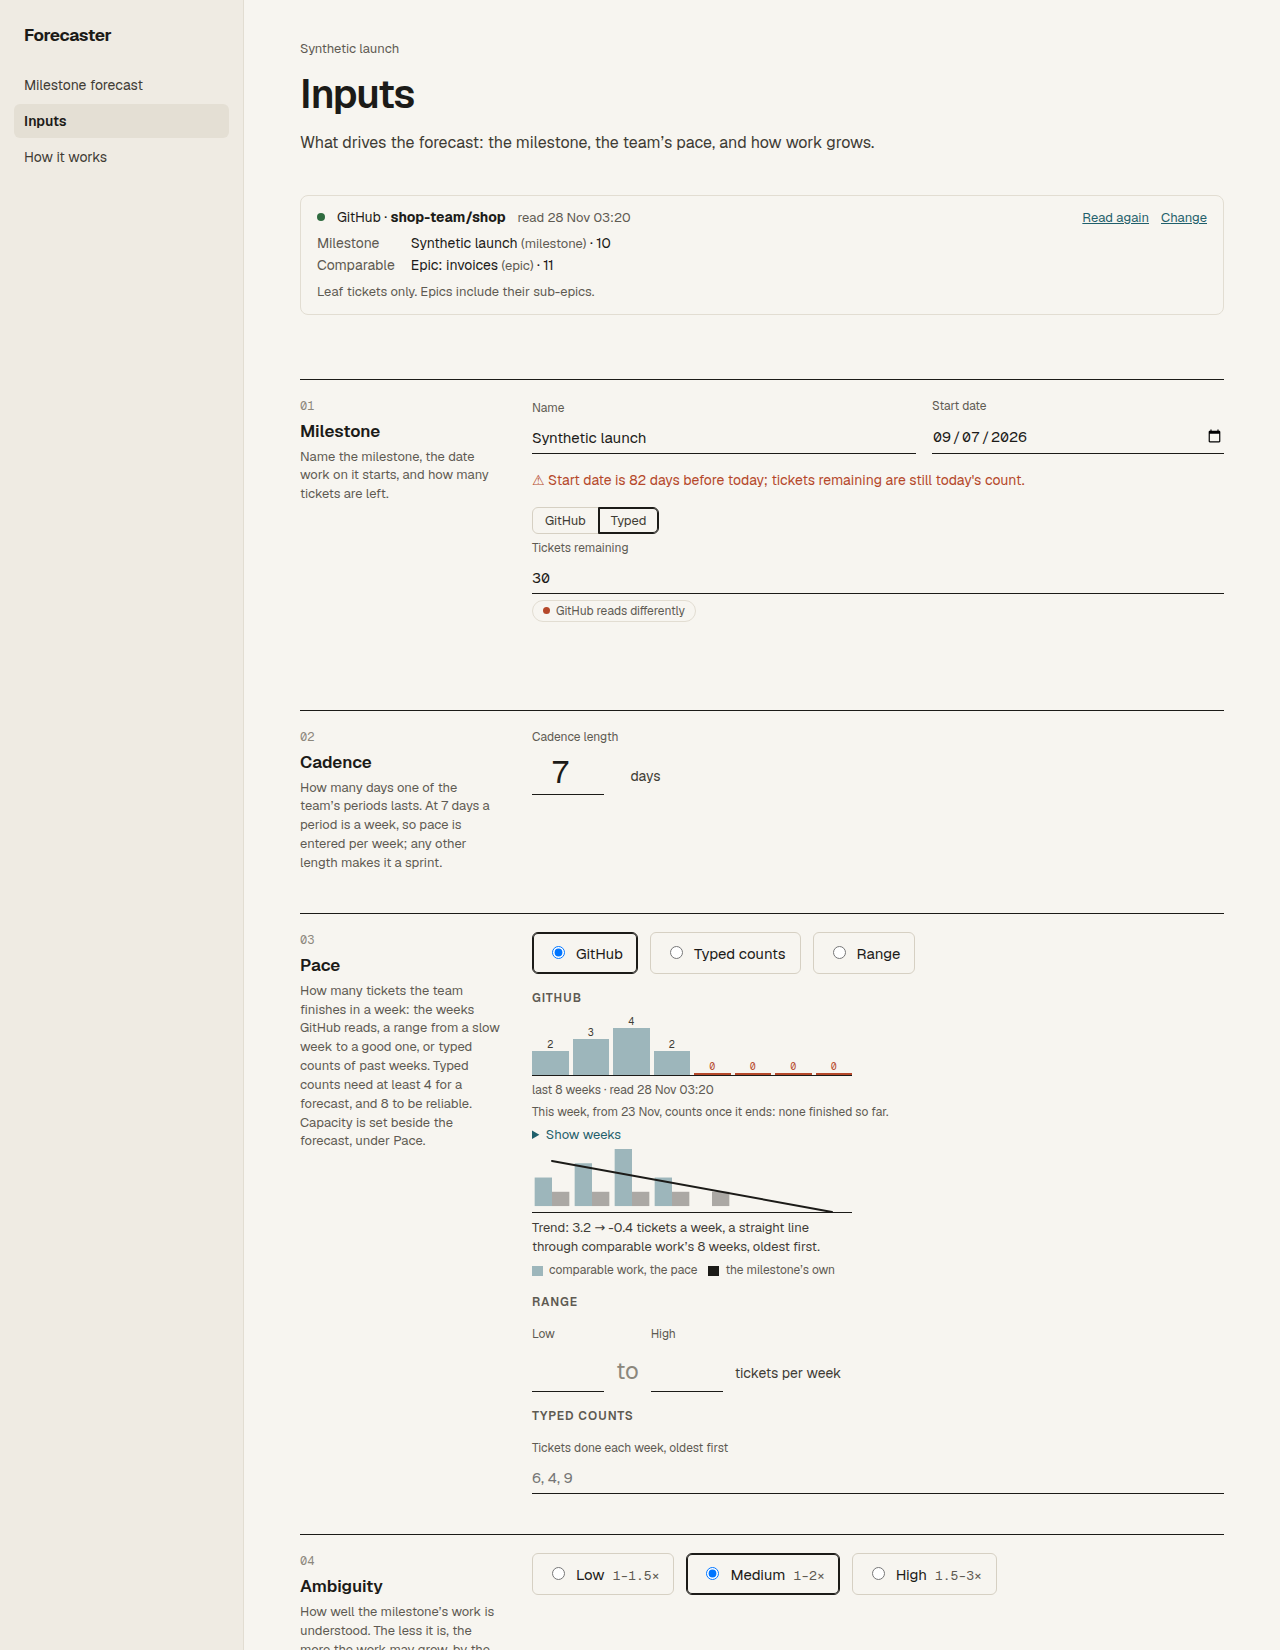 Forecaster
Milestone forecast
Inputs
How it works
Synthetic launch
Inputs
What drives the forecast: the milestone, the team's pace, and how work grows.
GitHub · shop-team/shop read 28 Nov 03:20
Read again Change
Milestone Synthetic launch (milestone) · 10
Comparable Epic: invoices (epic) · 11
Leaf tickets only. Epics include their sub-epics.
01
Milestone
Name the milestone, the date
work on it starts, and how many
tickets are left.
Name
Synthetic launch
Start date
09/07/2026
⚠ Start date is 82 days before today; tickets remaining are still today's count.
GitHub Typed
Tickets remaining
30
GitHub reads differently
02
Cadence
How many days one of the
team's periods lasts. At 7 days a
period is a week, so pace is
entered per week; any other
length makes it a sprint.
Cadence length
7 days
03
Pace
How many tickets the team
finishes in a week: the weeks
GitHub reads, a range from a slow
week to a good one, or typed
counts of past weeks. Typed
counts need at least 4 for a
forecast, and 8 to be reliable.
Capacity is set beside the
forecast, under Pace.
GitHub Typed counts Range
GITHUB
2 3 4 2 0 0 0 0
last 8 weeks · read 28 Nov 03:20
This week, from 23 Nov, counts once it ends: none finished so far.
▶ Show weeks
Trend: 3.2 → -0.4 tickets a week, a straight line
through comparable work's 8 weeks, oldest first.
comparable work, the pace the milestone's own
RANGE
Low High
to tickets per week
TYPED COUNTS
Tickets done each week, oldest first
6, 4, 9
04
Ambiguity
How well the milestone's work is
understood. The less it is, the
more the work may grow, by the
Low 1–1.5× Medium 1–2× High 1.5–3×